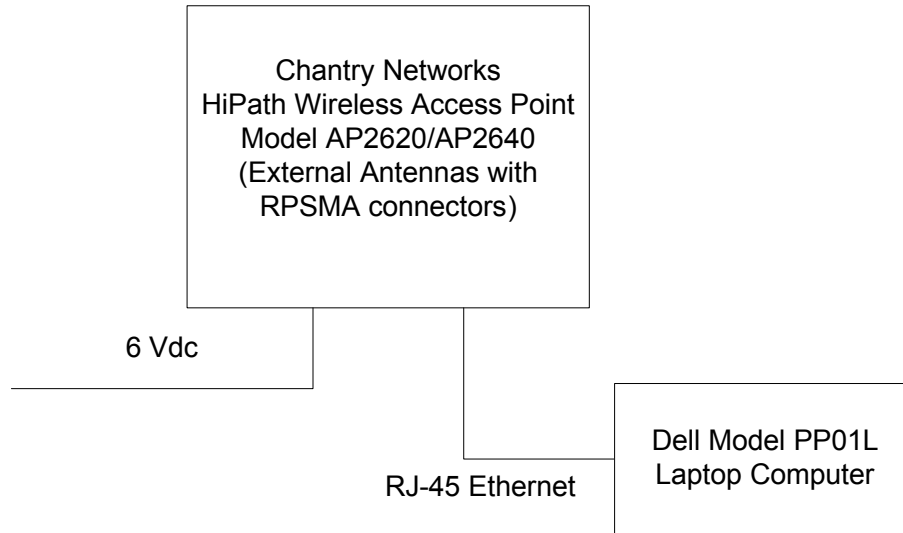 Chantry Networks
HiPath Wireless Access Point
Model AP2620/AP2640
(External Antennas with
RPSMA connectors)
6 Vdc
Dell Model PP01L
Laptop Computer
RJ-45 Ethernet